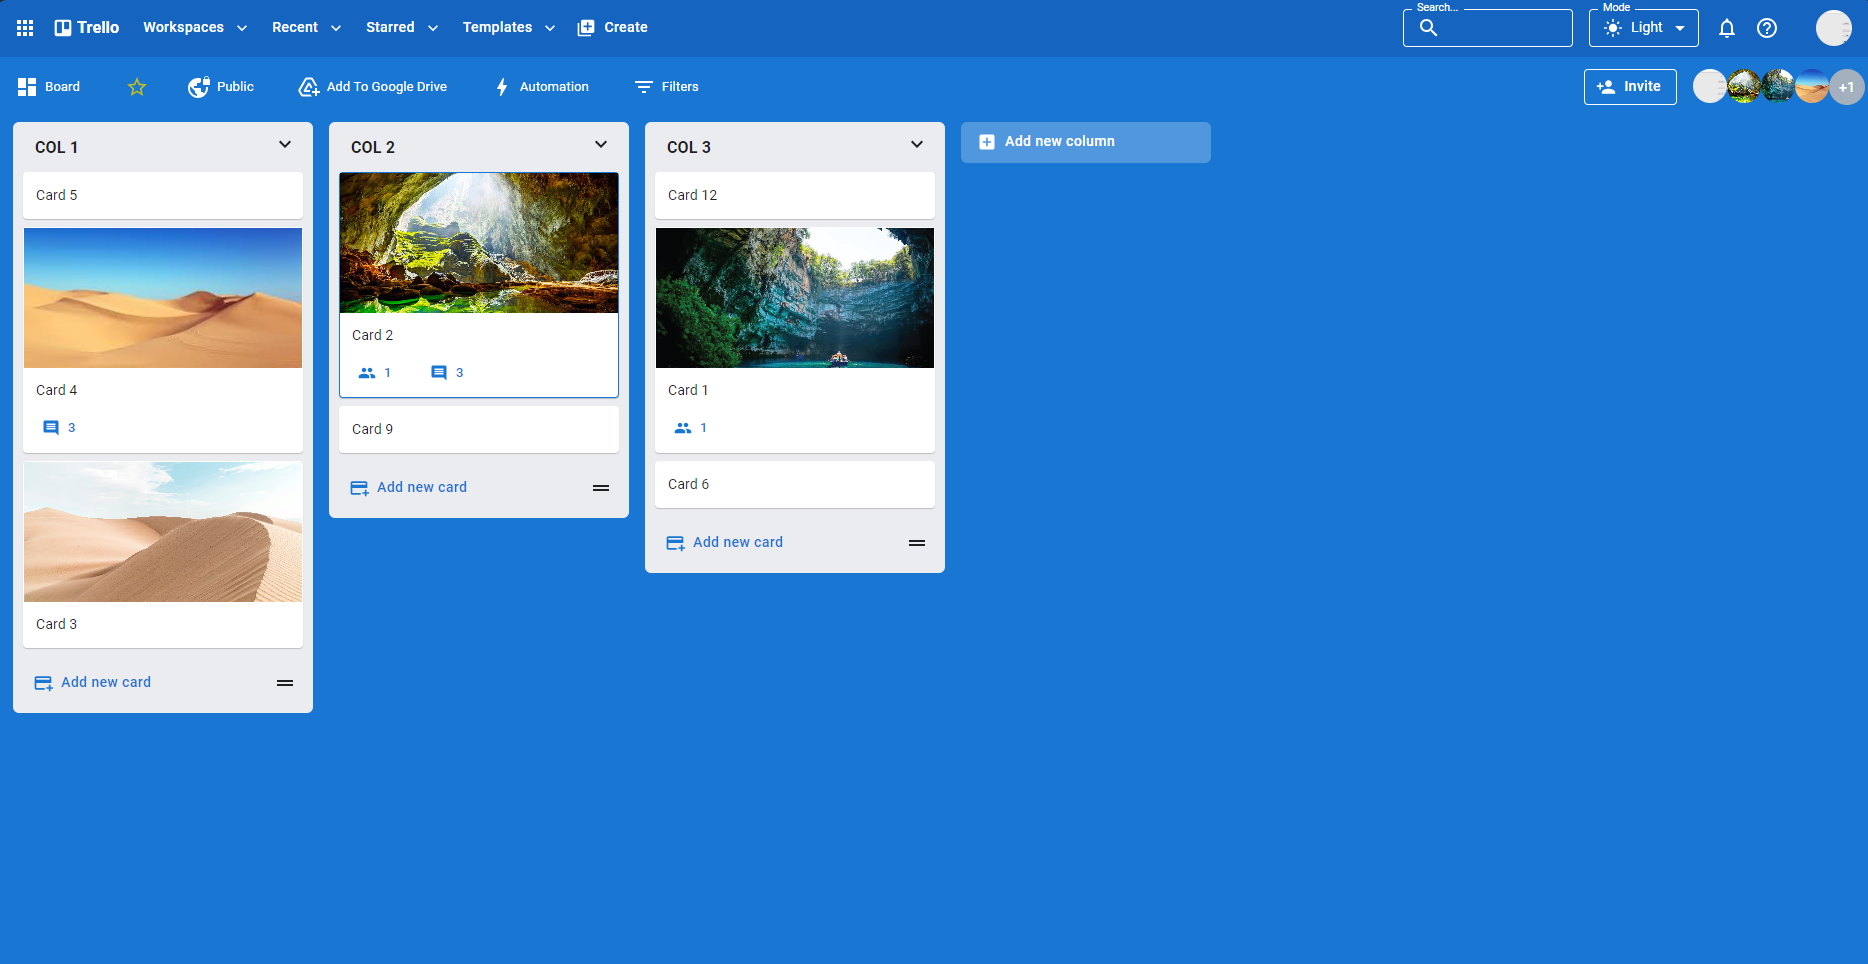 Trello Workspaces Recent Starred Templates Create Search... Mode Light
Board Public Add To Google Drive Automation Filters Invite +1
COL 1
Card 5
Card 4
3
Card 3
Add new card
COL 2
Card 2
1 3
Card 9
Add new card
COL 3
Card 12
Card 1
1
Card 6
Add new card
Add new column